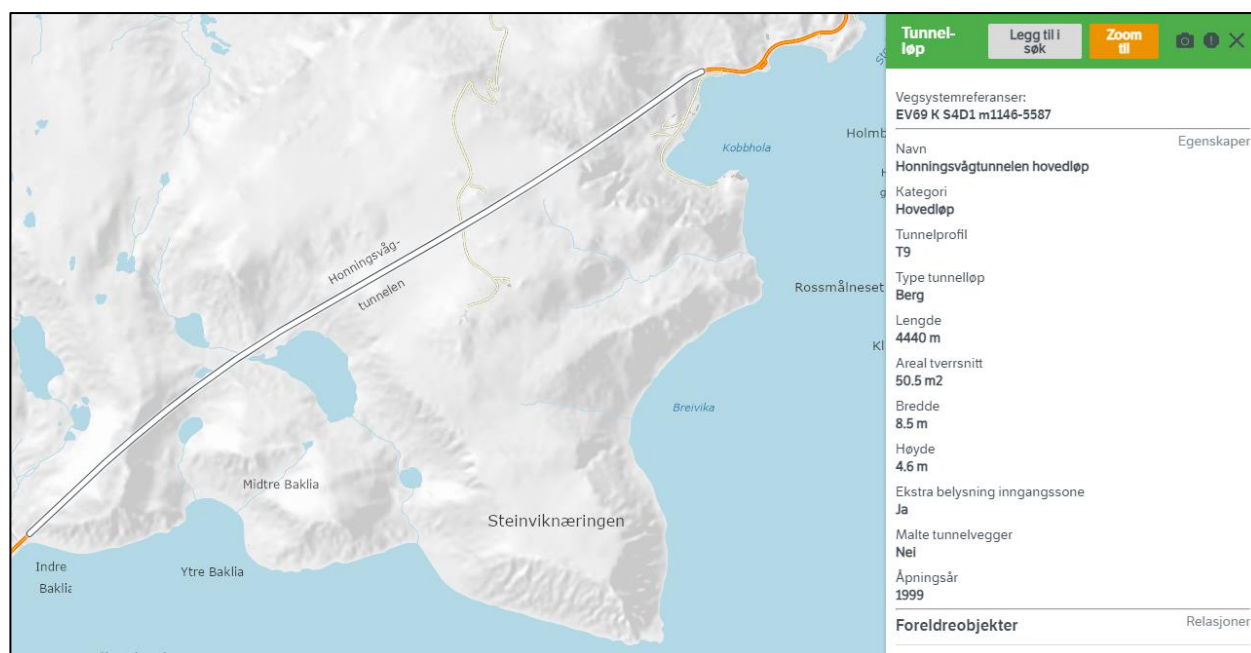 Kobbhola
Holmb
Honningsvåg-
tunnelen
Rossmålneset
Kl
Breivika
Midtre Baklia
Steinviknæringen
Indre
Baklia
Ytre Baklia
Tunnel-
løp
Legg til i
søk
Zoom
til
Vegsystemreferanser:
EV69 K S4D1 m1146-5587
Egenskaper
Navn
Honningsvågtunnelen hovedløp
Kategori
Hovedløp
Tunnelprofil
T9
Type tunnelløp
Berg
Lengde
4440 m
Areal tverrsnitt
50.5 m2
Bredde
8.5 m
Høyde
4.6 m
Ekstra belysning inngangssone
Ja
Malte tunnelvegger
Nei
Åpningsår
1999
Foreldreobjekter
Relasjoner